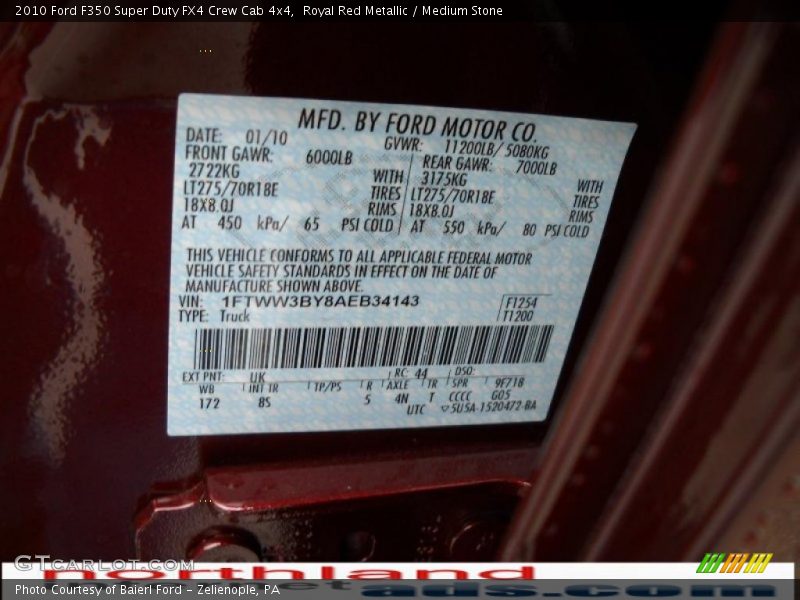 2010 Ford F350 Super Duty FX4 Crew Cab 4x4,  Royal Red Metallic / Medium Stone
MFD. BY FORD MOTOR CO.
DATE: 01/10 GVWR: 11200LB/ 5080KG
FRONT GAWR: 6000LB REAR GAWR: 7000LB
2722KG WITH 3175KG WITH
LT275/70R18E TIRES LT275/70R18E TIRES
18X8.0J RIMS 18X8.0J RIMS
AT 450 kPa/ 65 PSI COLD AT 550 kPa/ 80 PSI COLD
THIS VEHICLE CONFORMS TO ALL APPLICABLE FEDERAL MOTOR
VEHICLE SAFETY STANDARDS IN EFFECT ON THE DATE OF
MANUFACTURE SHOWN ABOVE.
VIN: 1FTWW3BY8AEB34143 F1254
TYPE: Truck T1200
EXT PNT: UK RC: 44 DSO:
WB INT TR TP/PS R AXLE TR SPR 9F718
172 8S 5 4N T CCCC G05
UTC 5U5A-1520472-BA
GTCarConnect.com
northland
ads.com
Photo Courtesy of Baierl Ford - Zelienople, PA